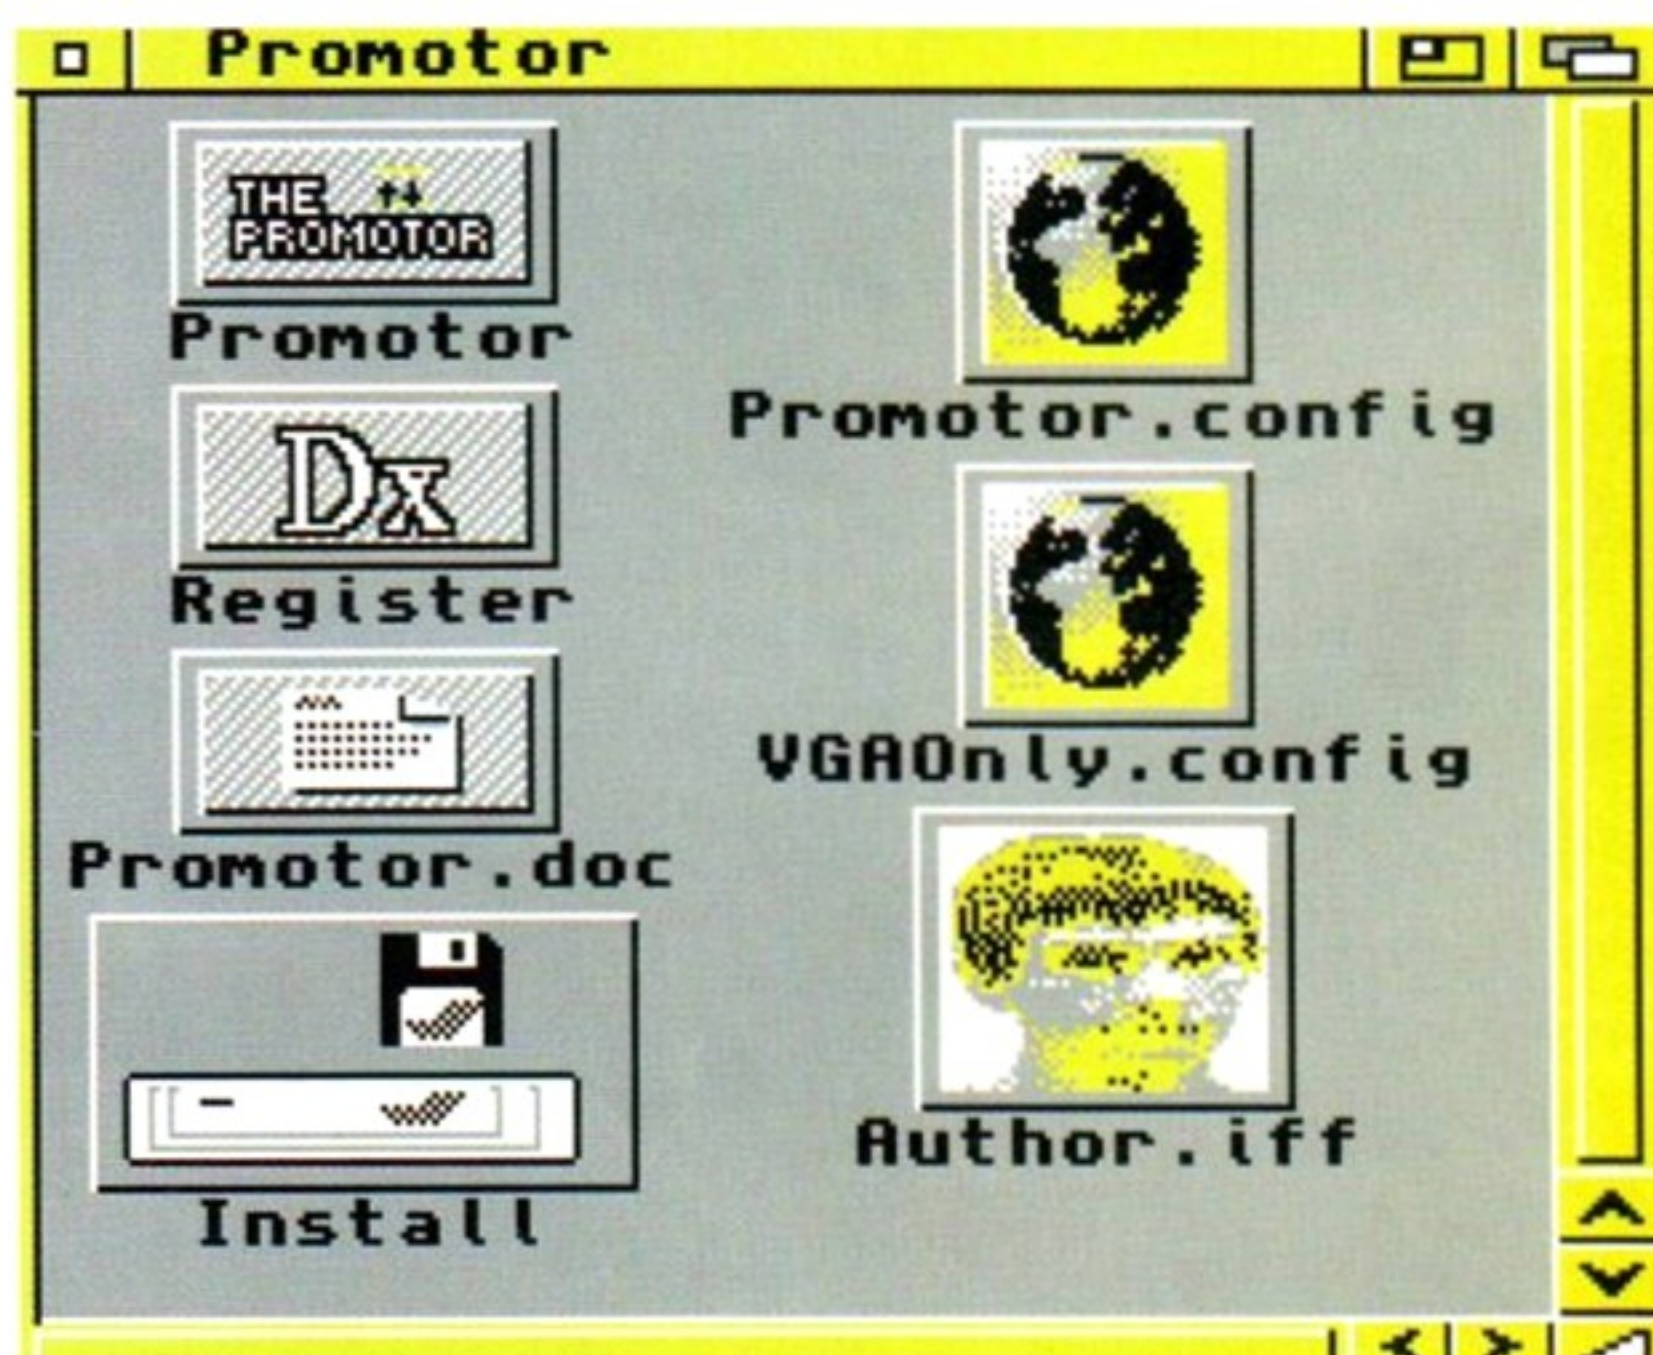 Promotor
THE
PROMOTOR
Promotor
Dx
Register
Promotor.doc
Install
Promotor.config
VGAOnly.config
Author.iff